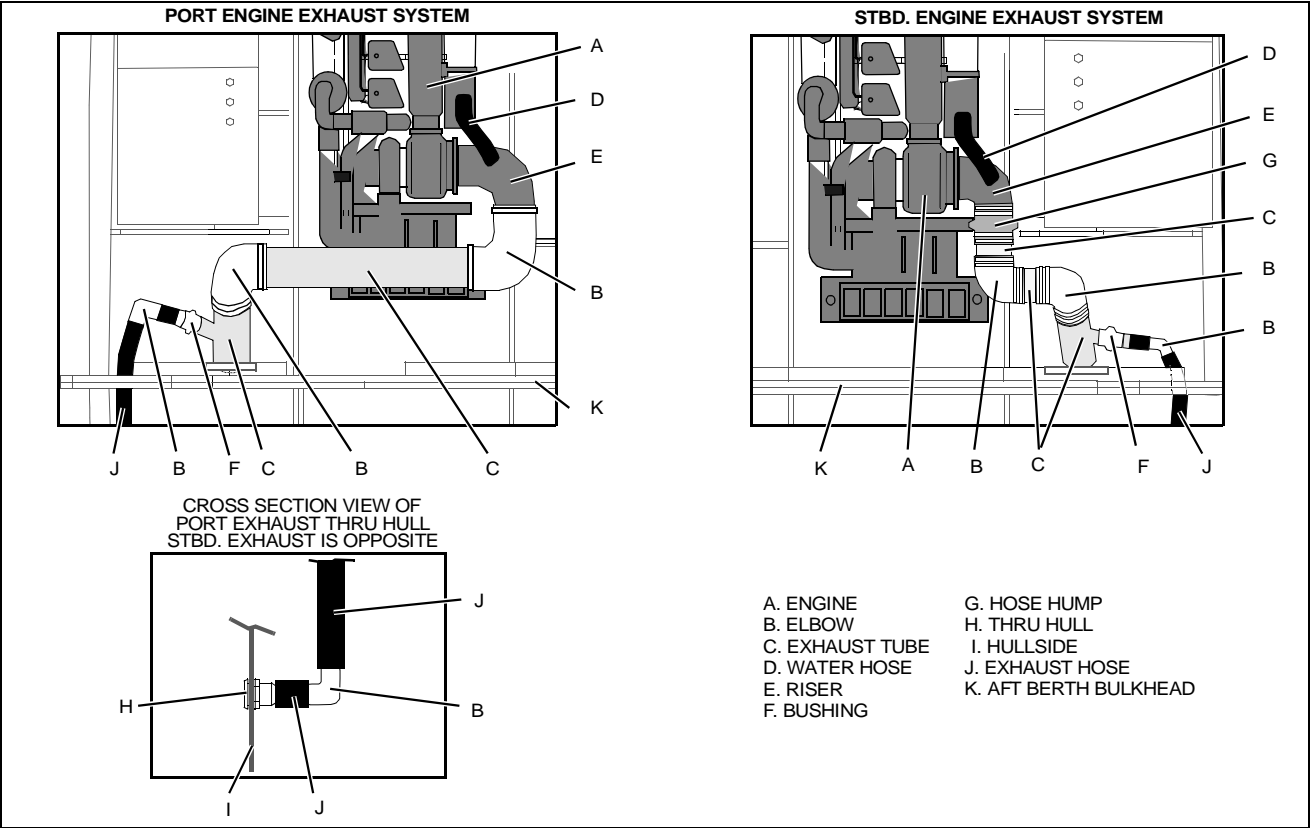 PORT ENGINE EXHAUST SYSTEM
A
D
E
B
K
J
B
F
C
B
C
STBD. ENGINE EXHAUST SYSTEM
D
E
G
C
B
B
K
A
B
C
F
J
CROSS SECTION VIEW OF
PORT EXHAUST THRU HULL
STBD. EXHAUST IS OPPOSITE
J
H
B
I
J
A. ENGINE
B. ELBOW
C. EXHAUST TUBE
D. WATER HOSE
E. RISER
F. BUSHING
G. HOSE HUMP
H. THRU HULL
I. HULLSIDE
J. EXHAUST HOSE
K. AFT BERTH BULKHEAD